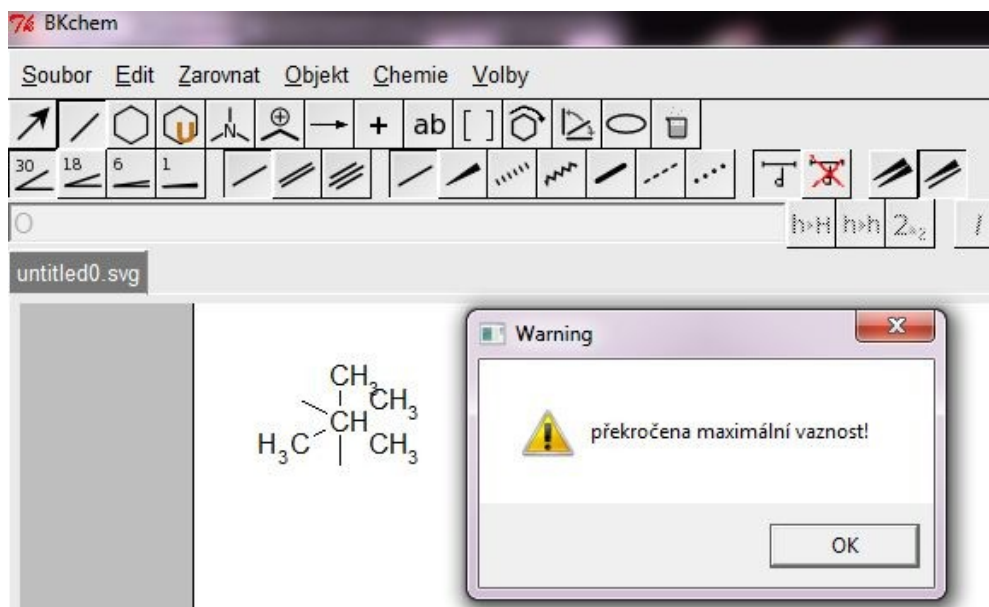 BKchem
Soubor Edit Zarovnat Objekt Chemie Volby
U N + ab [ ]
30 18 6 1
O h»H h»h 2
untitled0.svg
Warning
překročena maximální vaznost!
OK
CH3
CH3
CH
H3C CH3